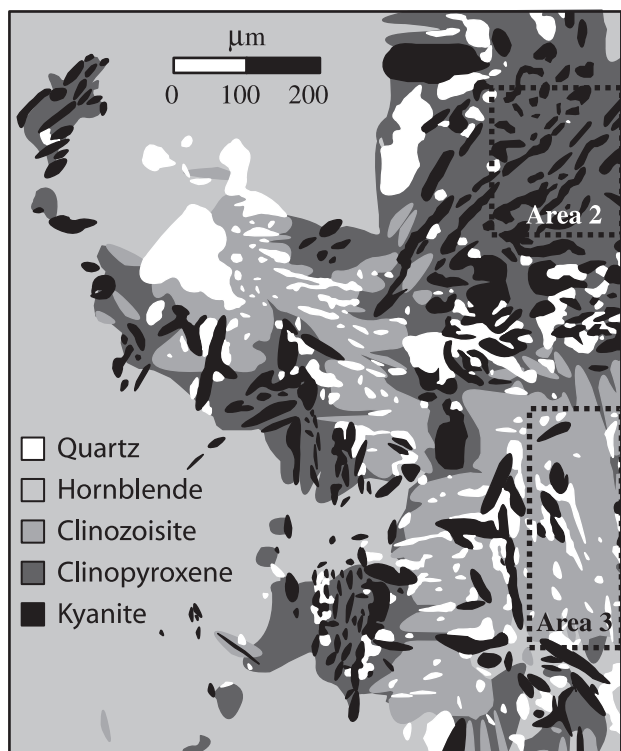 μm
0 100 200
Area 2
Quartz
Hornblende
Clinozoisite
Clinopyroxene
Kyanite
Area 3